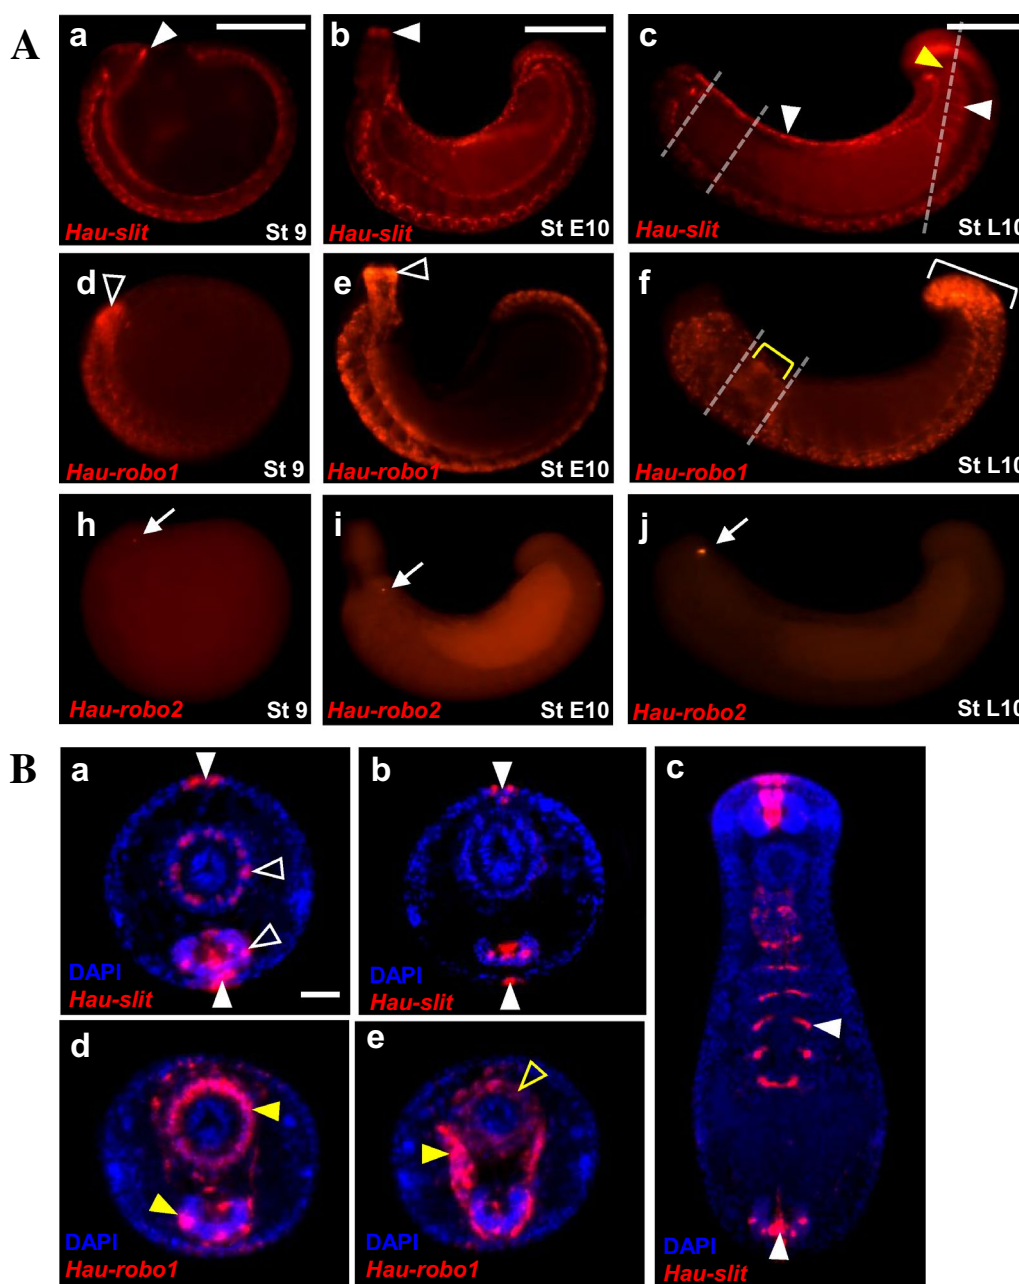 A
a
Hau-slit
St 9
b
Hau-slit
St E10
c
Hau-slit
St L10
d
Hau-robo1
St 9
e
Hau-robo1
St E10
f
Hau-robo1
St L10
h
Hau-robo2
St 9
i
Hau-robo2
St E10
j
Hau-robo2
St L10
B
a
DAPI
Hau-slit
b
DAPI
Hau-slit
c
DAPI
Hau-slit
d
DAPI
Hau-robo1
e
DAPI
Hau-robo1